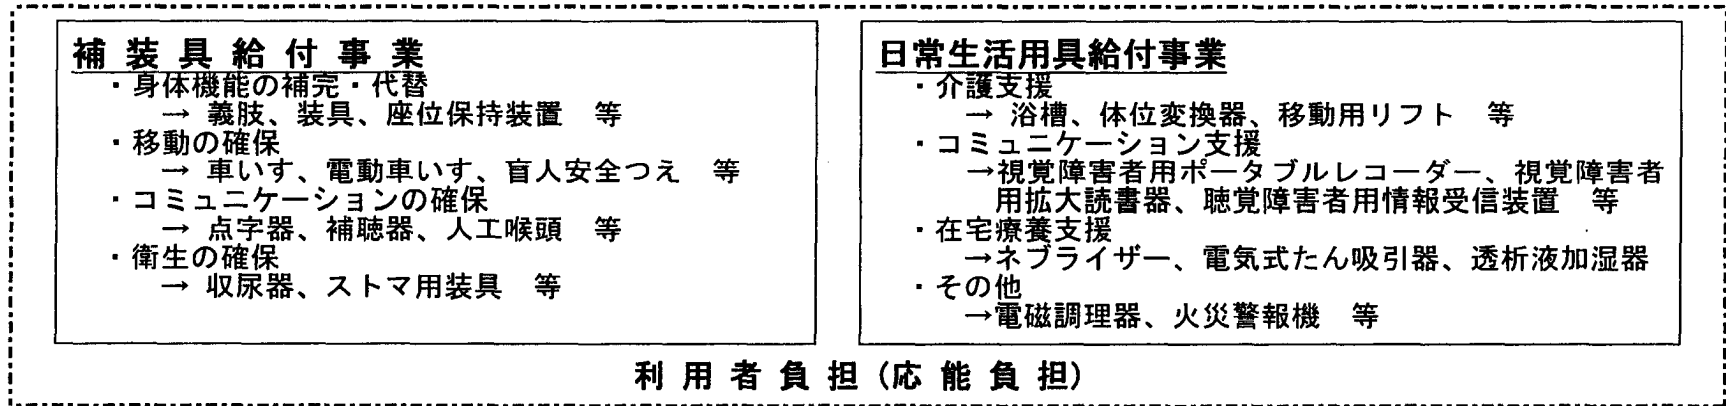 補装具給付事業
・身体機能の補完・代替
→ 義肢、装具、座位保持装置 等
・移動の確保
→ 車いす、電動車いす、盲人安全つえ 等
・コミュニケーションの確保
→ 点字器、補聴器、人工喉頭 等
・衛生の確保
→ 収尿器、ストマ用装具 等
日常生活用具給付事業
・介護支援
→ 浴槽、体位変換器、移動用リフト 等
・コミュニケーション支援
→視覚障害者用ポータブルレコーダー、視覚障害者
用拡大読書器、聴覚障害者用情報受信装置 等
・在宅療養支援
→ネブライザー、電気式たん吸引器、透析液加湿器
・その他
→電磁調理器、火災警報機 等
利用者負担(応能負担)